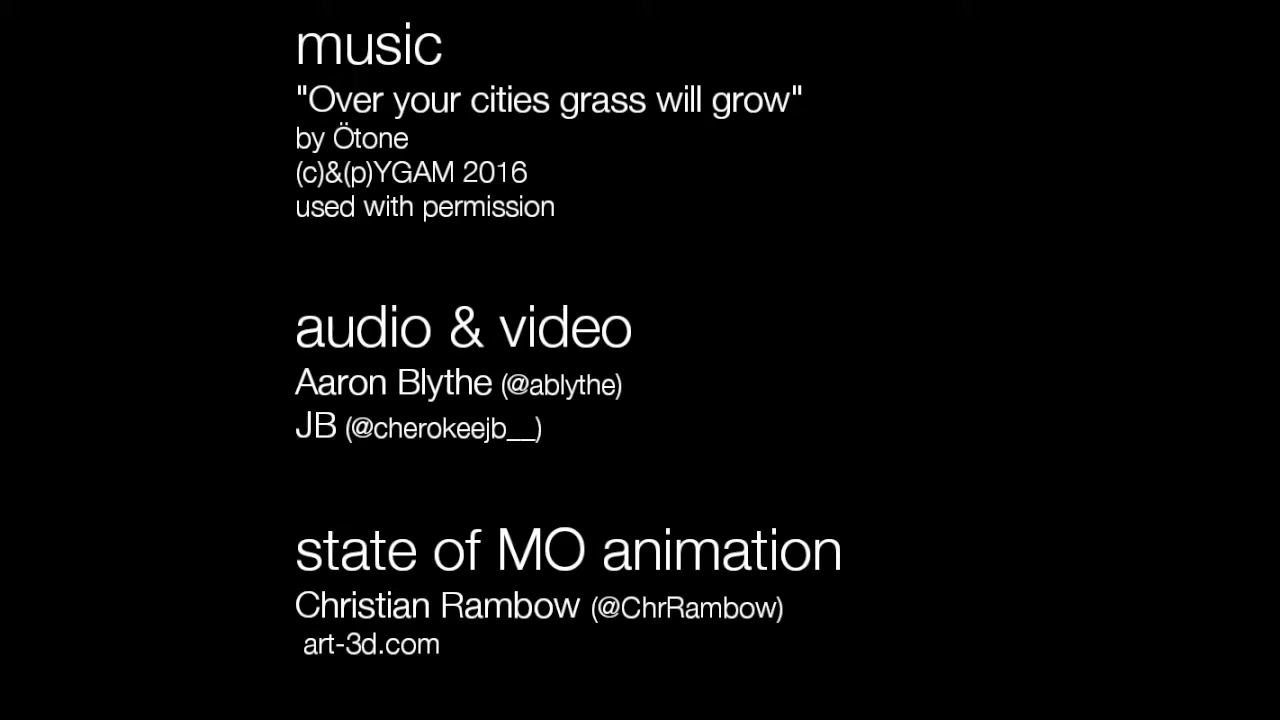 music
"Over your cities grass will grow"
by Ötone
(c)&(p)YGAM 2016
used with permission
audio & video
Aaron Blythe (@ablythe)
JB (@cherokeejb__)
state of MO animation
Christian Rambow (@ChrRambow)
art-3d.com